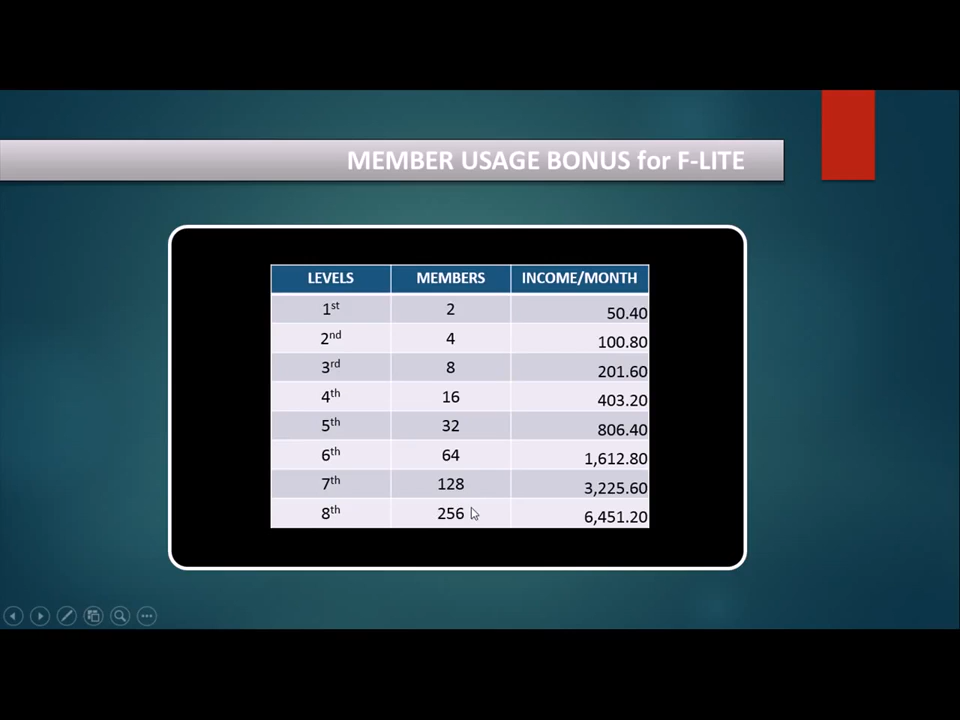 MEMBER USAGE BONUS for F-LITE
LEVELS MEMBERS INCOME/MONTH
1st 2 50.40
2nd 4 100.80
3rd 8 201.60
4th 16 403.20
5th 32 806.40
6th 64 1,612.80
7th 128 3,225.60
8th 256 6,451.20